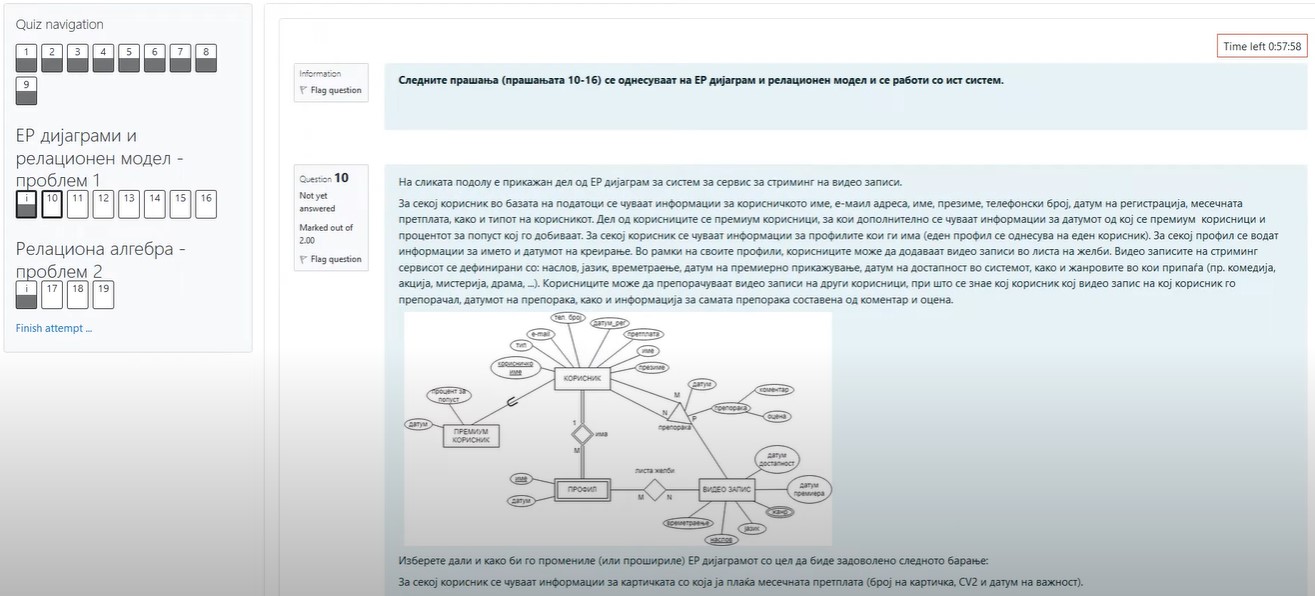 Quiz navigation
1 2 3 4 5 6 7 8
9
ЕР дијаграми и
релационен модел -
проблем 1
i 10 11 12 13 14 15 16
Релациона алгебра -
проблем 2
i 17 18 19
Finish attempt ...
Time left 0:57:58
Information
Flag question
Следните прашања (прашањата 10-16) се однесуваат на ЕР дијаграм и релационен модел и се работи со ист систем.
Question 10
Not yet
answered
Marked out of
2.00
Flag question
На сликата подолу е прикажан дел од ЕР дијаграм за систем за сервис за стриминг на видео записи.
За секој корисник во базата на податоци се чуваат информации за корисничкото име, е-маил адреса, име, презиме, телефонски број, датум на регистрација, месечната
претплата, како и типот на корисникот. Дел од корисниците се премиум корисници, за кои дополнително се чуваат информации за датумот од кој се премиум корисници и
процентот за попуст кој го добиваат. За секој корисник се чуваат информации за профилите кои ги има (еден профил се однесува на еден корисник). За секој профил се водат
информации за името и датумот на креирање. Во рамки на своите профили, корисниците може да додаваат видео записи во листа на желби. Видео записите на стриминг
сервисот се дефинирани со: наслов, јазик, времетраење, датум на премиерно прикажување, датум на достапност во системот, како и жанровите во кои припаѓа (пр. комедија,
акција, мистерија, драма, ...). Корисниците може да препорачуваат видео записи на други корисници, при што се знае кој корисник кој видео запис на кој корисник го
препорачал, датумот на препорака, како и информација за самата препорака составена од коментар и оцена.
тел. број
датум_рег
e-mail
претплата
тип
име
корисничко
име
презиме
КОРИСНИК
процент за
попуст
датум
M
коментар
препорака
N
P
оцена
датум
препорака
ПРЕМИУМ
КОРИСНИК
1
има
M
датум
достапност
листа желби
име
ПРОФИЛ
ВИДЕО ЗАПИС
датум
премиера
M
N
датум
жанр
времетраење
јазик
наслов
Изберете дали и како би го промениле (или прошириле) ЕР дијаграмот со цел да биде задоволено следното барање:
За секој корисник се чуваат информации за картичката со која ја плаќа месечната претплата (број на картичка, CV2 и датум на важност).